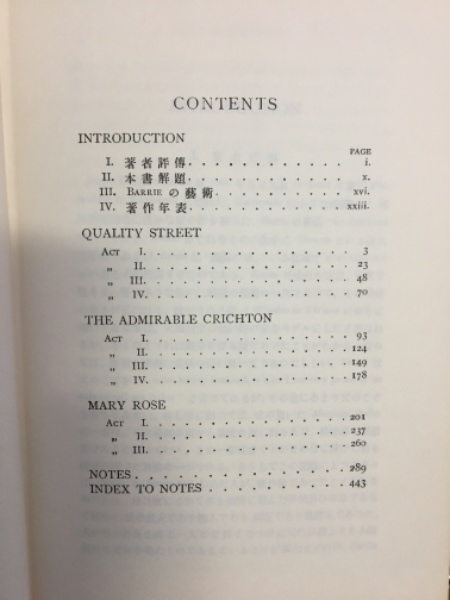 CONTENTS
INTRODUCTION
PAGE
I. 著者評傳 . . . . . . . . . . . . i.
II. 本書解題 . . . . . . . . . . . . x.
III. BARRIE の藝術 . . . . . . . . . . xvi.
IV. 著作年表 . . . . . . . . . . . . xxiii.
QUALITY STREET
ACT I. . . . . . . . . . . . . . . 3
„ II. . . . . . . . . . . . . . . 23
„ III. . . . . . . . . . . . . . . 48
„ IV. . . . . . . . . . . . . . . 70
THE ADMIRABLE CRICHTON
ACT I. . . . . . . . . . . . . . . 93
„ II. . . . . . . . . . . . . . . 124
„ III. . . . . . . . . . . . . . . 149
„ IV. . . . . . . . . . . . . . . 178
MARY ROSE
ACT I. . . . . . . . . . . . . . . 201
„ II. . . . . . . . . . . . . . . 237
„ III. . . . . . . . . . . . . . . 260
NOTES . . . . . . . . . . . . . . . 289
INDEX TO NOTES . . . . . . . . . . 443